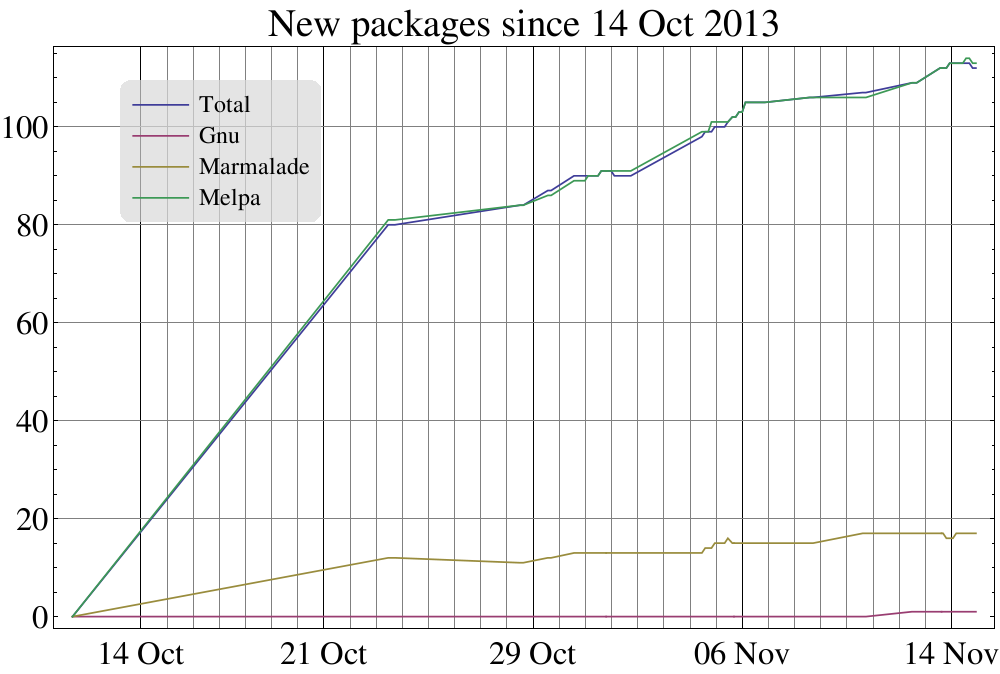 New packages since 14 Oct 2013
Total
Gnu
Marmalade
Melpa
100
80
60
40
20
0
14 Oct 21 Oct 29 Oct 06 Nov 14 Nov